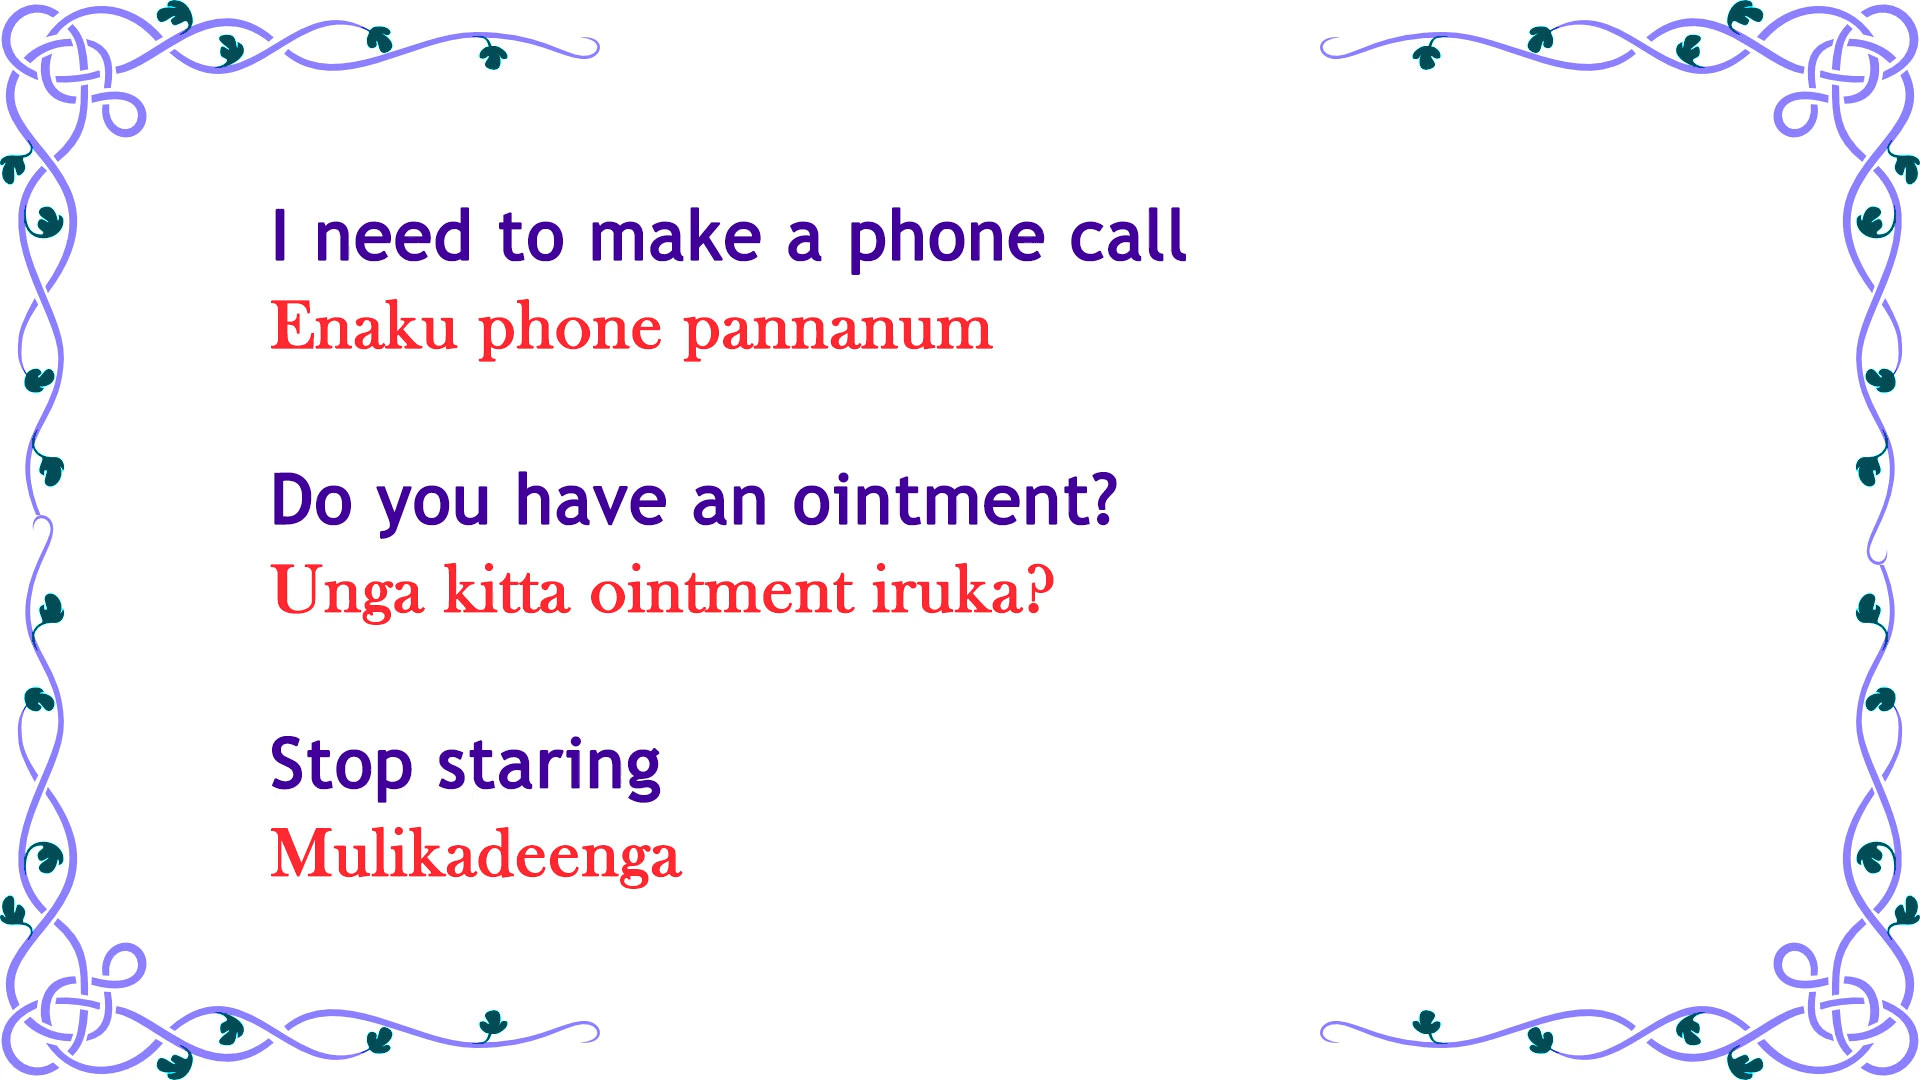 I need to make a phone call
Enaku phone pannanum
Do you have an ointment?
Unga kitta ointment iruka?
Stop staring
Mulikadeenga